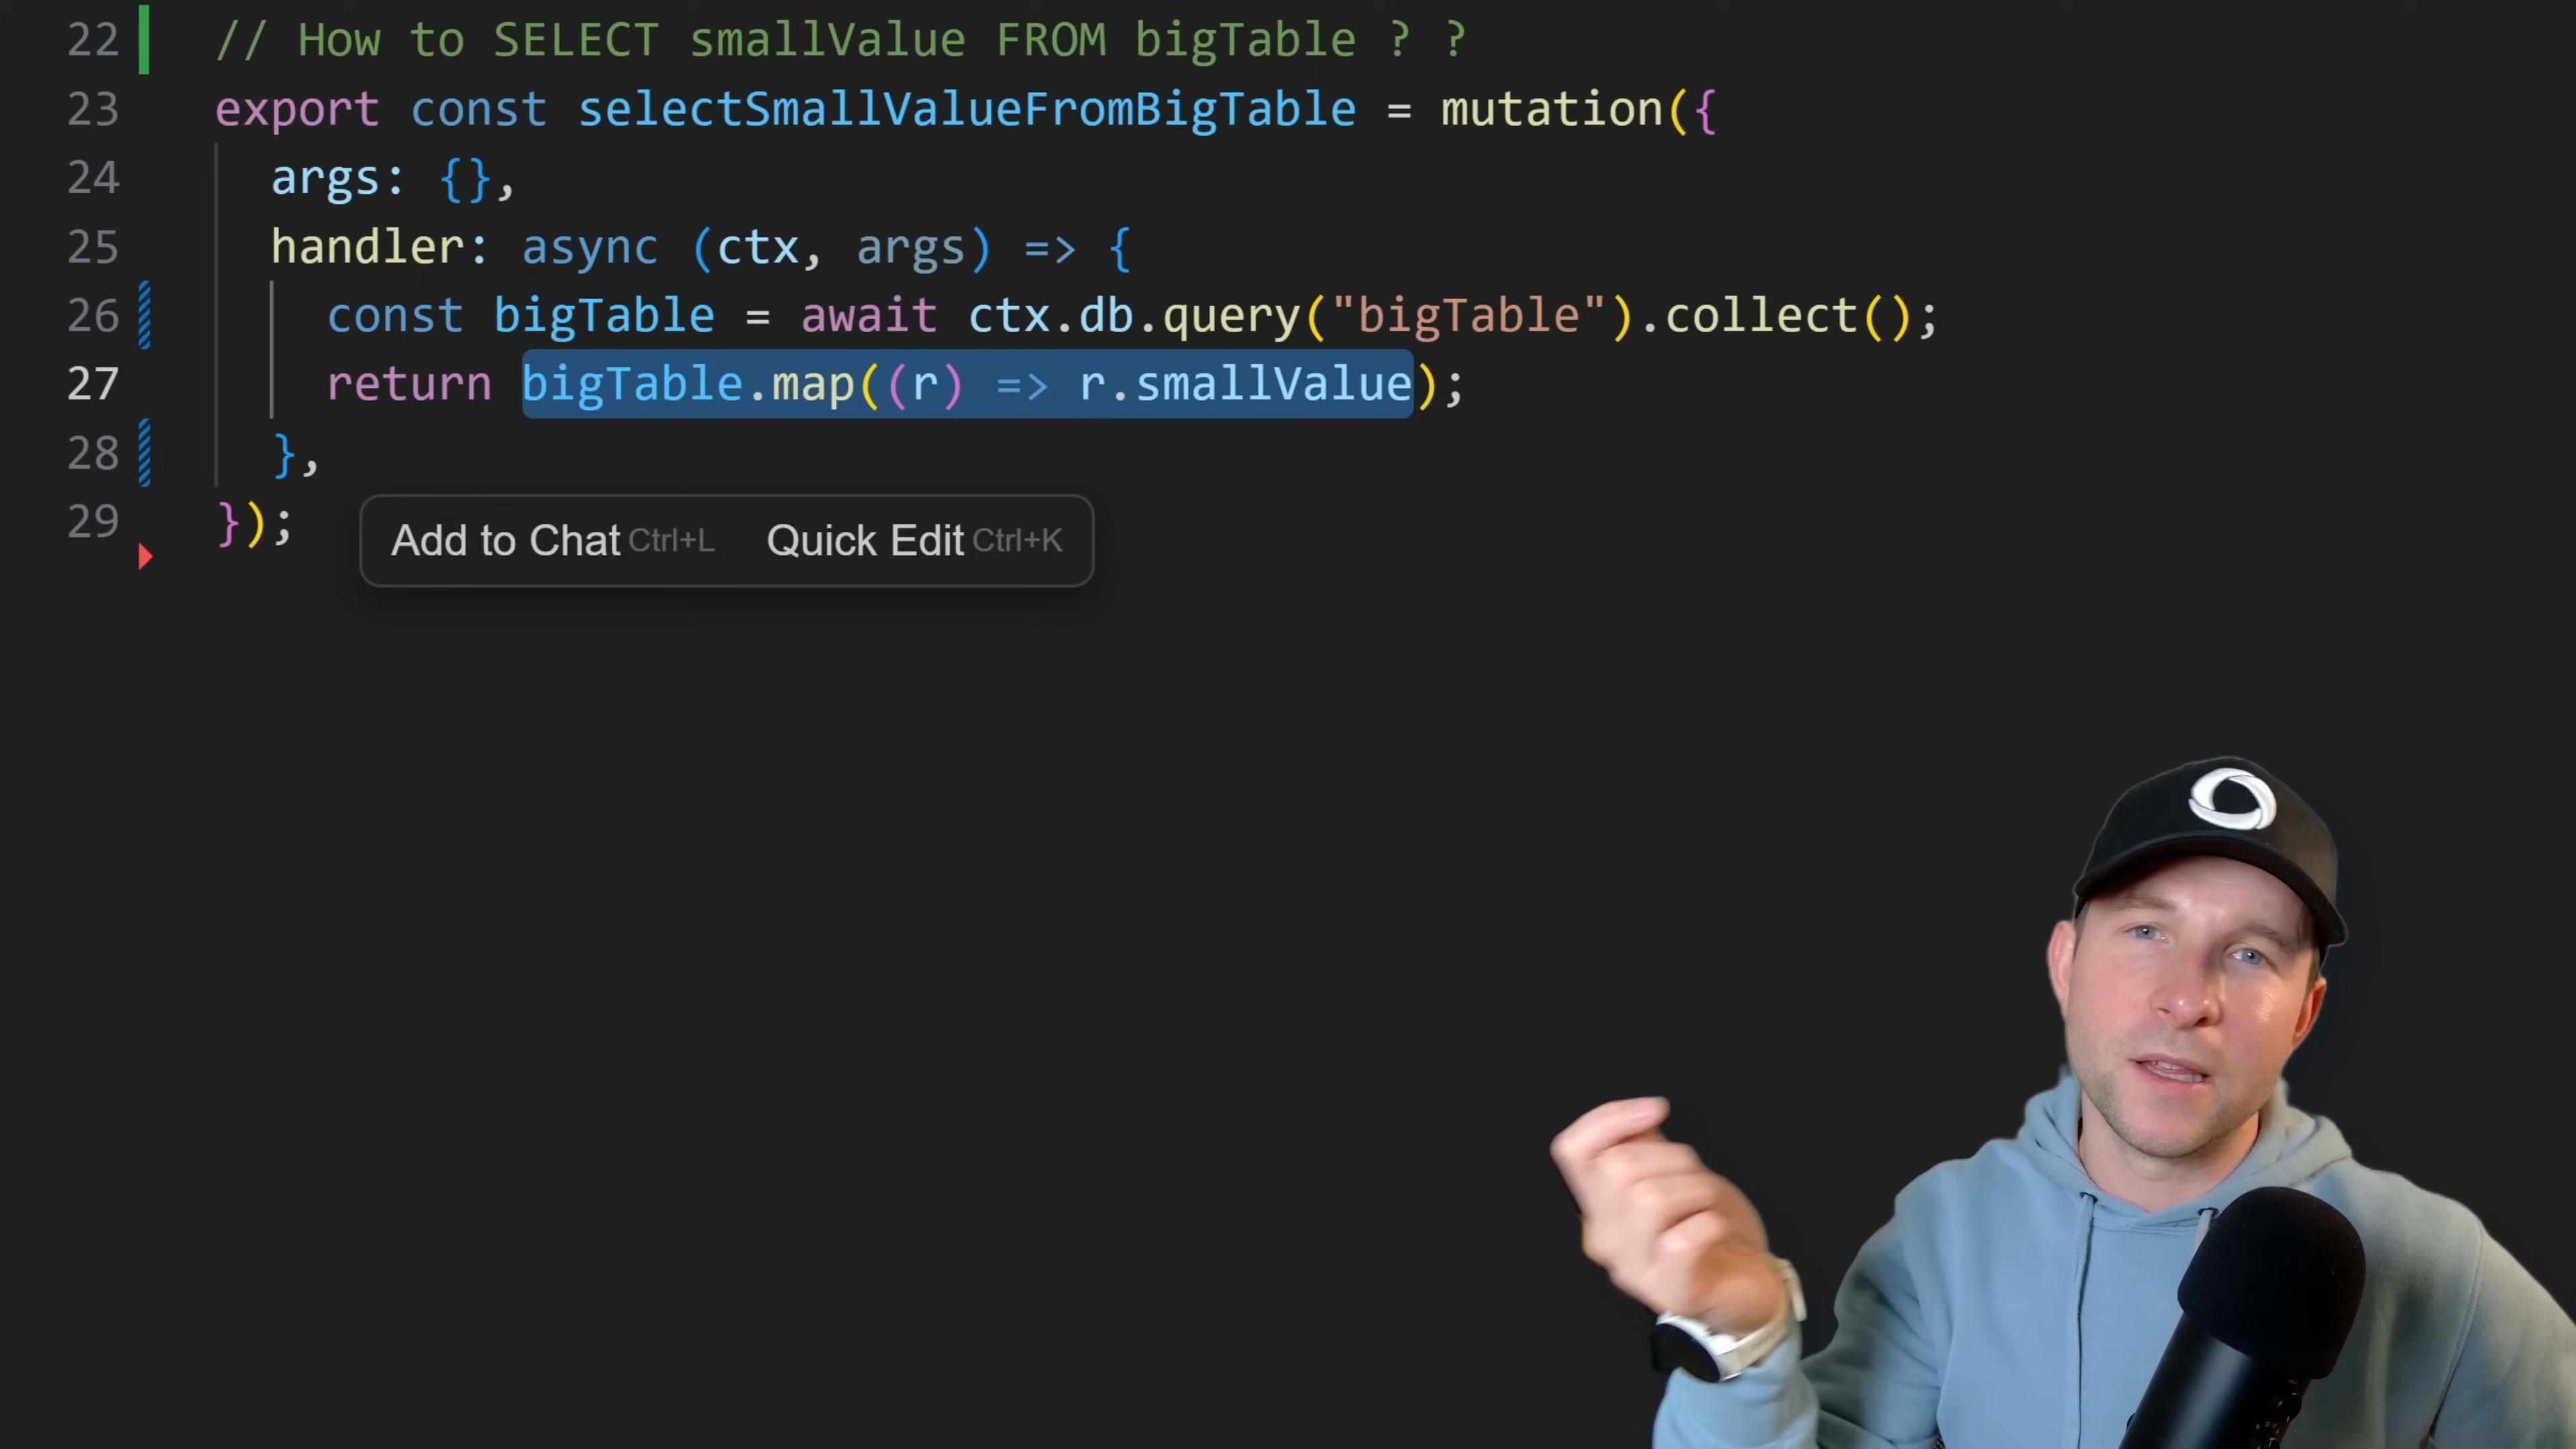 22 // How to SELECT smallValue FROM bigTable ? ?
23 export const selectSmallValueFromBigTable = mutation({
24 args: {},
25 handler: async (ctx, args) => {
26 const bigTable = await ctx.db.query("bigTable").collect();
27 return bigTable.map((r) => r.smallValue);
28 },
29 });
Add to Chat Ctrl+L Quick Edit Ctrl+K